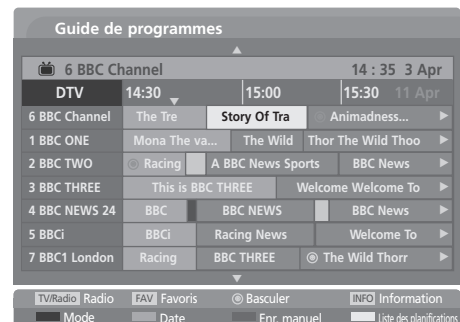 Guide de programmes
6 BBC Channel 14 : 35 3 Apr
DTV 14:30 15:00 15:30 11 Apr
6 BBC Channel The Tre Story Of Tra Animadness...
1 BBC ONE Mona The va... The Wild Thor The Wild Thoo
2 BBC TWO Racing A BBC News Sports BBC News
3 BBC THREE This is BBC THREE Welcome Welcome To
4 BBC NEWS 24 BBC BBC NEWS BBC News
5 BBCi BBCi Racing News Welcome To
7 BBC1 London Racing BBC THREE The Wild Thorr
TV/Radio Radio FAV Favoris Basculer INFO Information
Mode Date Enr. manuel Liste des planifications